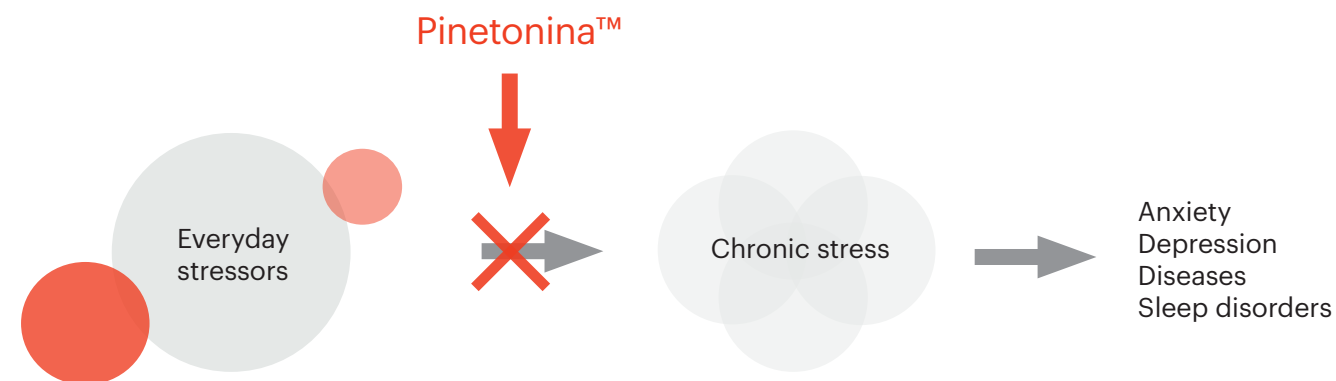 Pinetonina™
Everyday
stressors
Chronic stress
Anxiety
Depression
Diseases
Sleep disorders